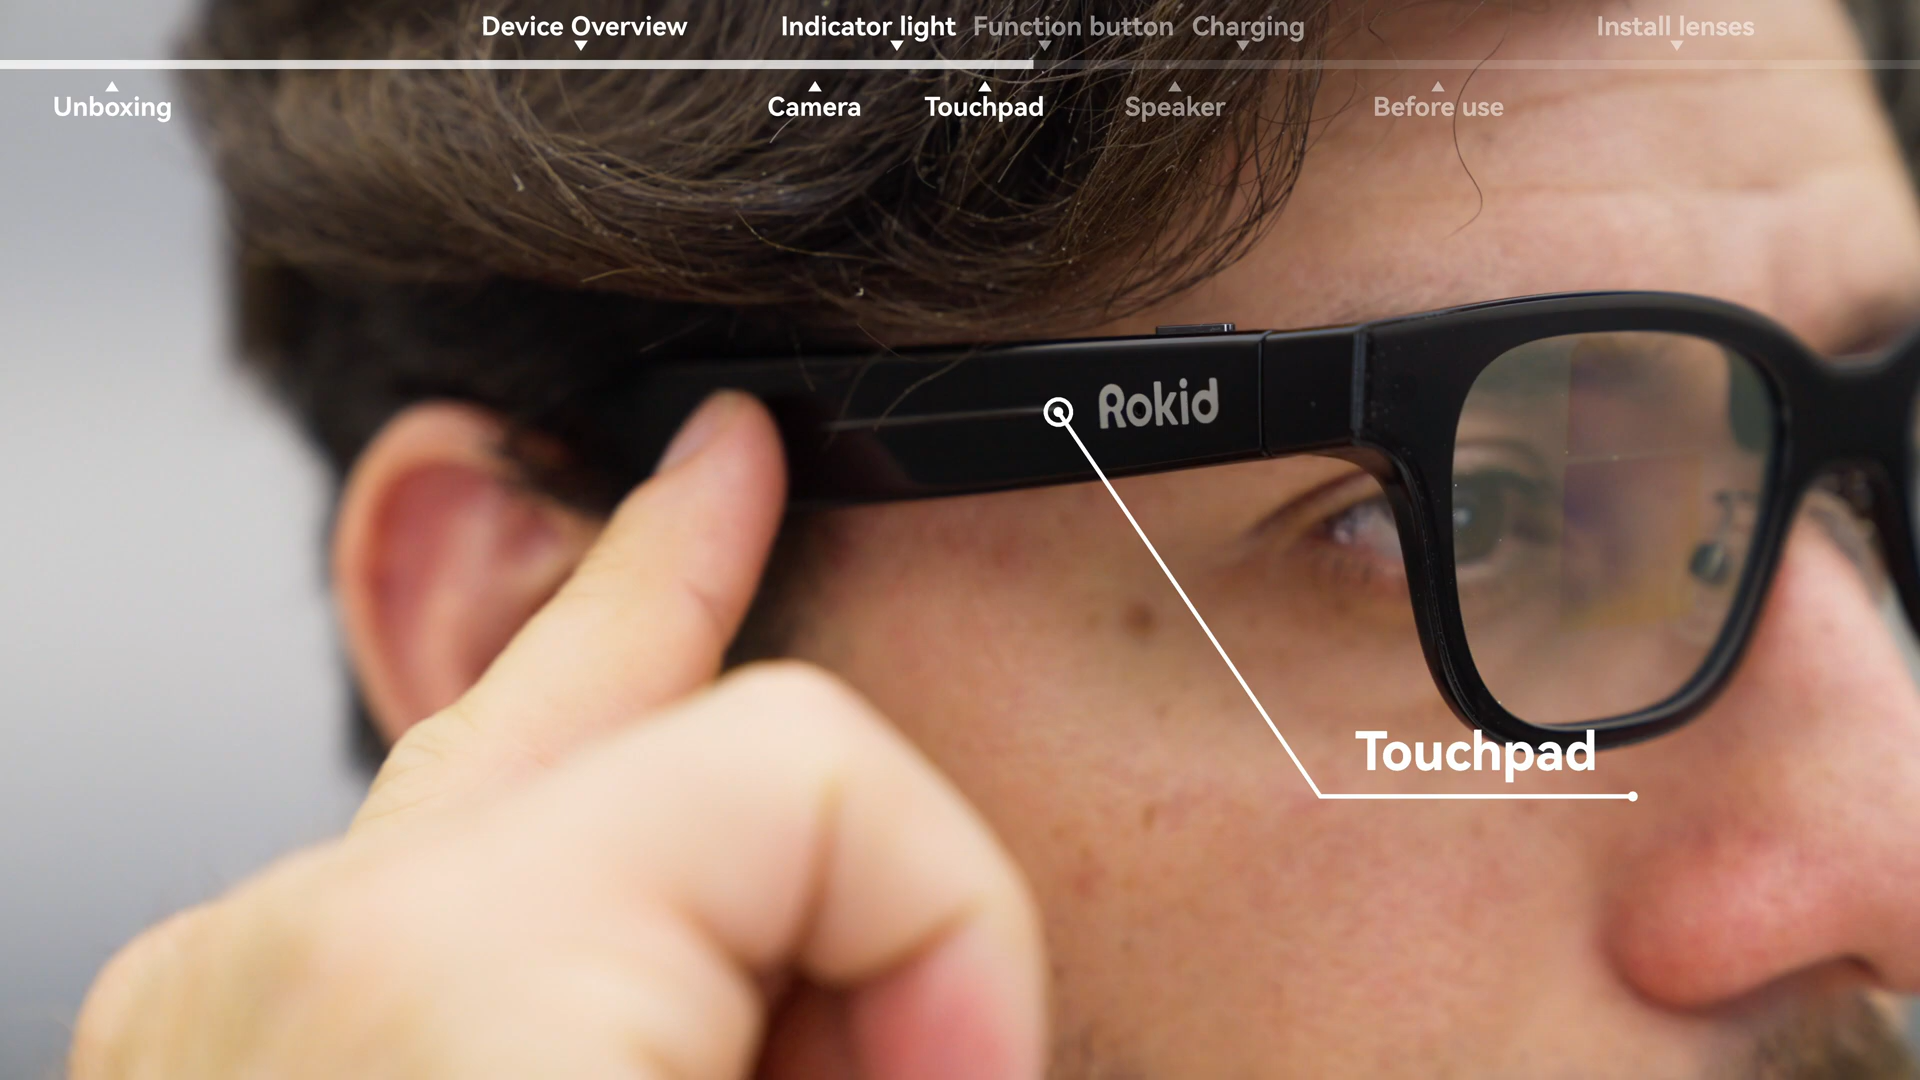 Device Overview
Indicator light
Function button
Charging
Install lenses
Unboxing
Camera
Touchpad
Speaker
Before use
Rokid
Touchpad